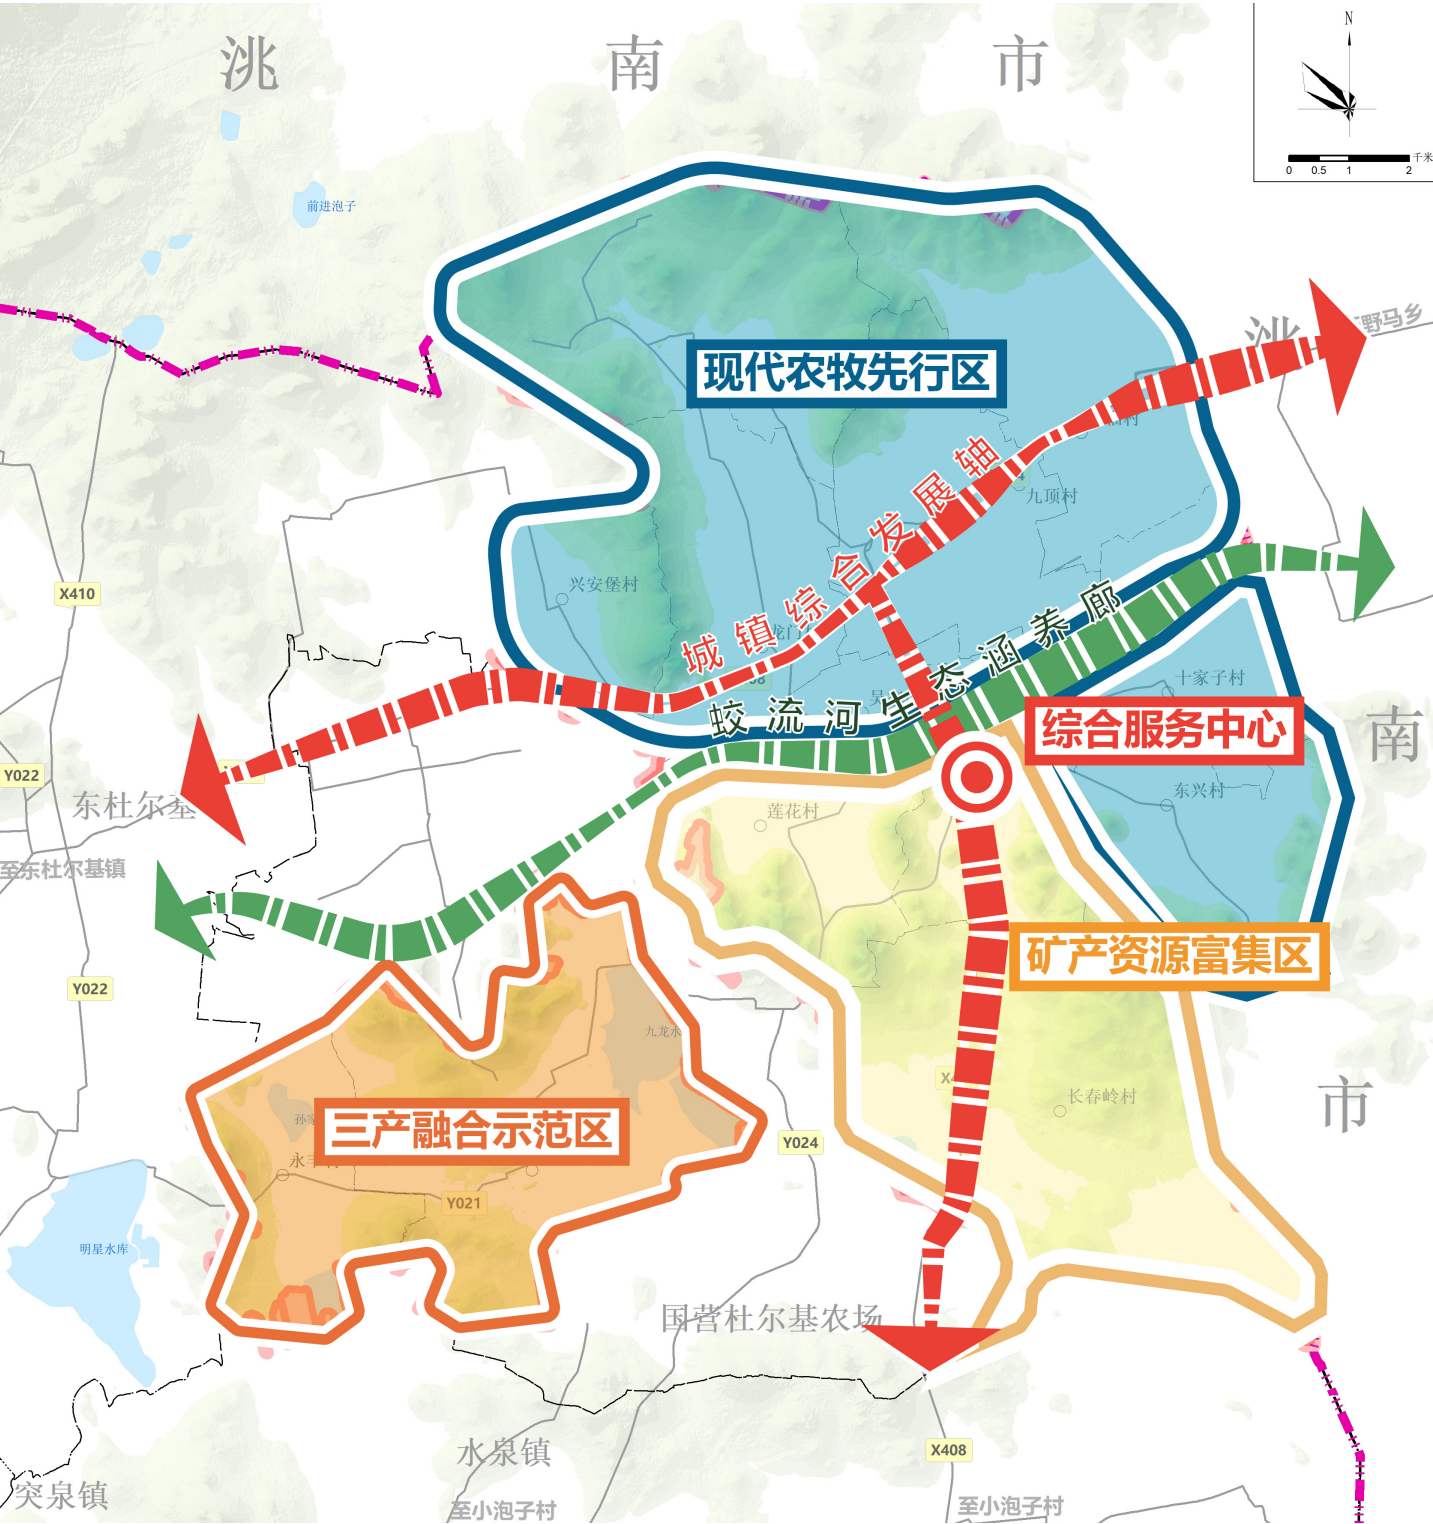 洮 南 市
N
千米
0 0.5 1 2
前进泡子
洮
野马乡
现代农牧先行区
城镇综合发展轴
九顶村
X410
兴安堡村
蛟流河生态涵养廊
十家子村
综合服务中心
南
Y022
东杜尔基
东兴村
莲花村
至东杜尔基镇
矿产资源富集区
Y022
九龙水
长春岭村
市
三产融合示范区
Y024
Y021
明星水库
国营杜尔基农场
水泉镇
X408
突泉镇
至小泡子村
至小泡子村